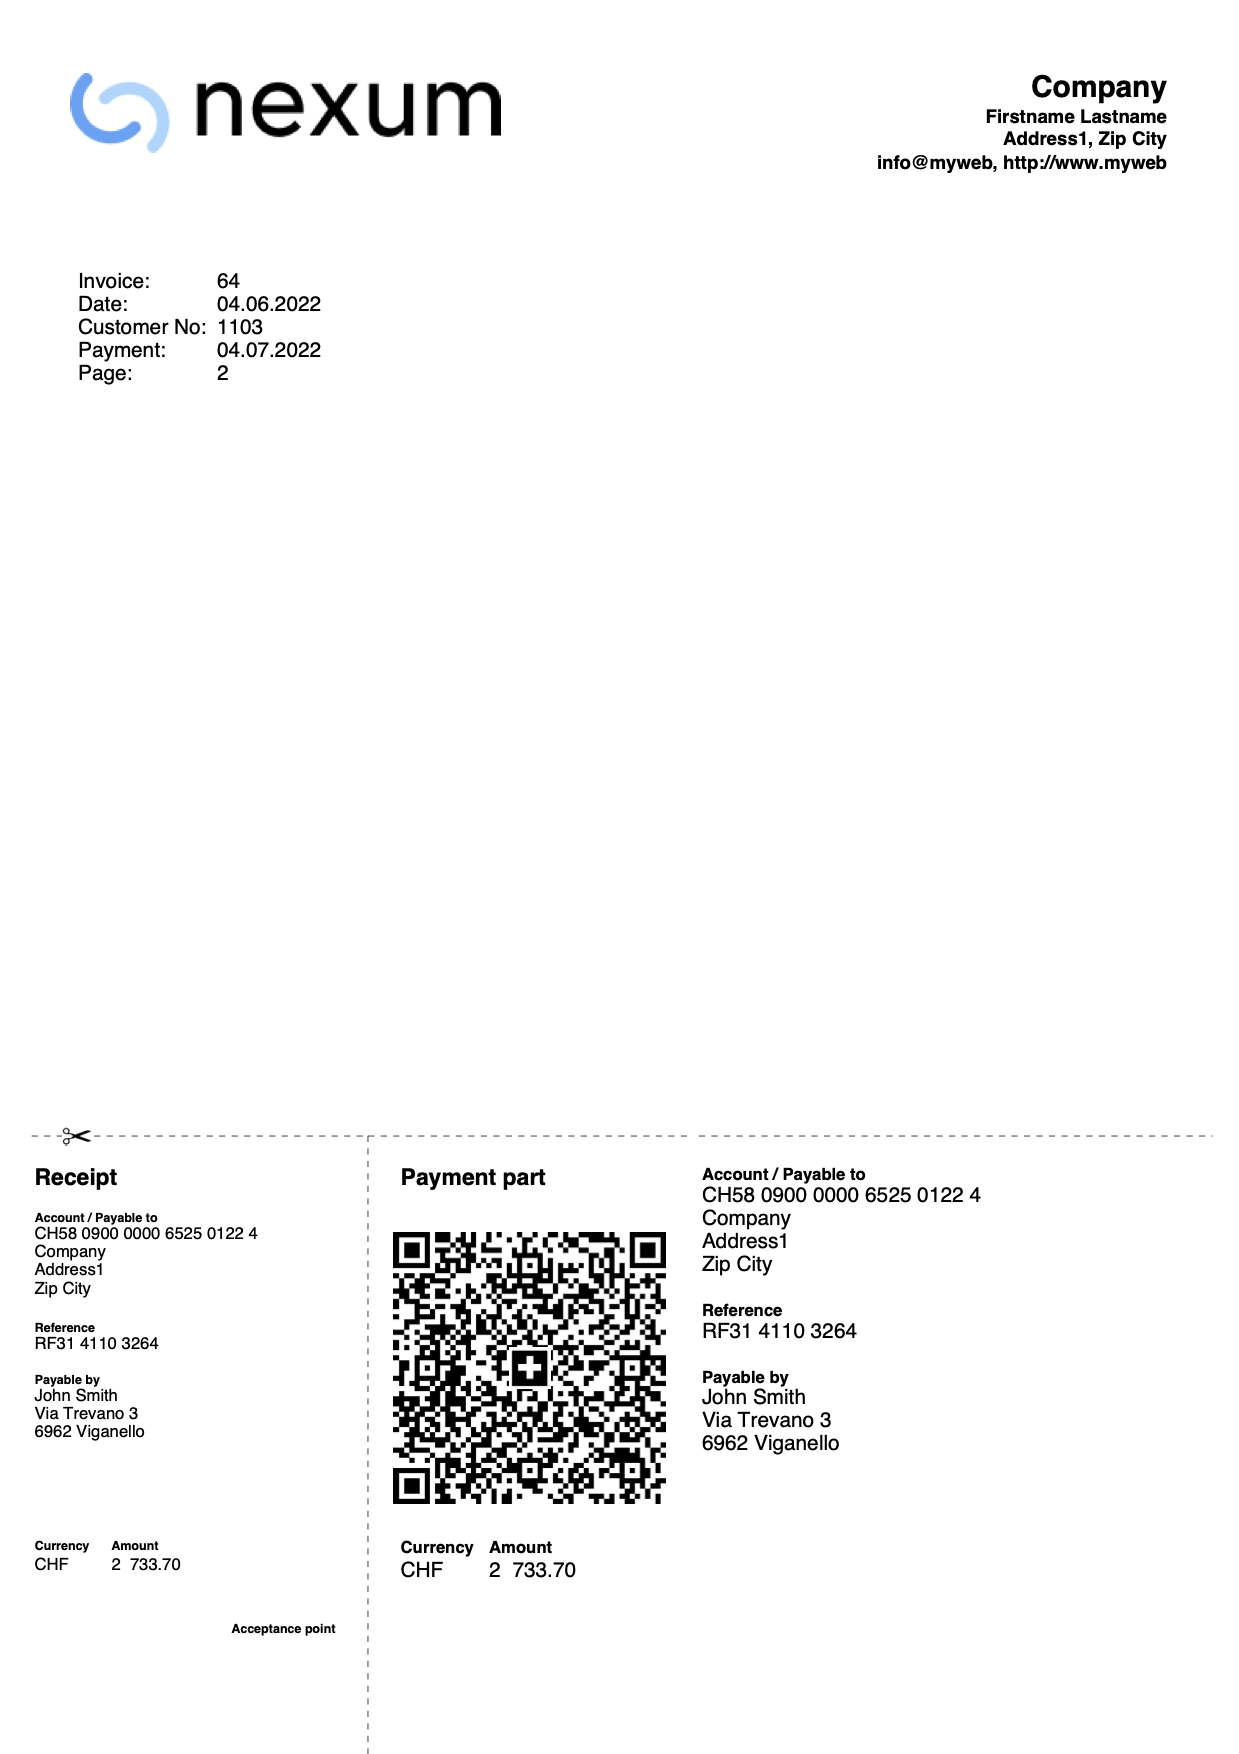 nexum
Company
Firstname Lastname
Address1, Zip City
info@myweb, http://www.myweb
Invoice: 64
Date: 04.06.2022
Customer No: 1103
Payment: 04.07.2022
Page: 2
Receipt
Account / Payable to
CH58 0900 0000 6525 0122 4
Company
Address1
Zip City
Reference
RF31 4110 3264
Payable by
John Smith
Via Trevano 3
6962 Viganello
Currency Amount
CHF 2 733.70
Acceptance point
Payment part
Currency Amount
CHF 2 733.70
Account / Payable to
CH58 0900 0000 6525 0122 4
Company
Address1
Zip City
Reference
RF31 4110 3264
Payable by
John Smith
Via Trevano 3
6962 Viganello